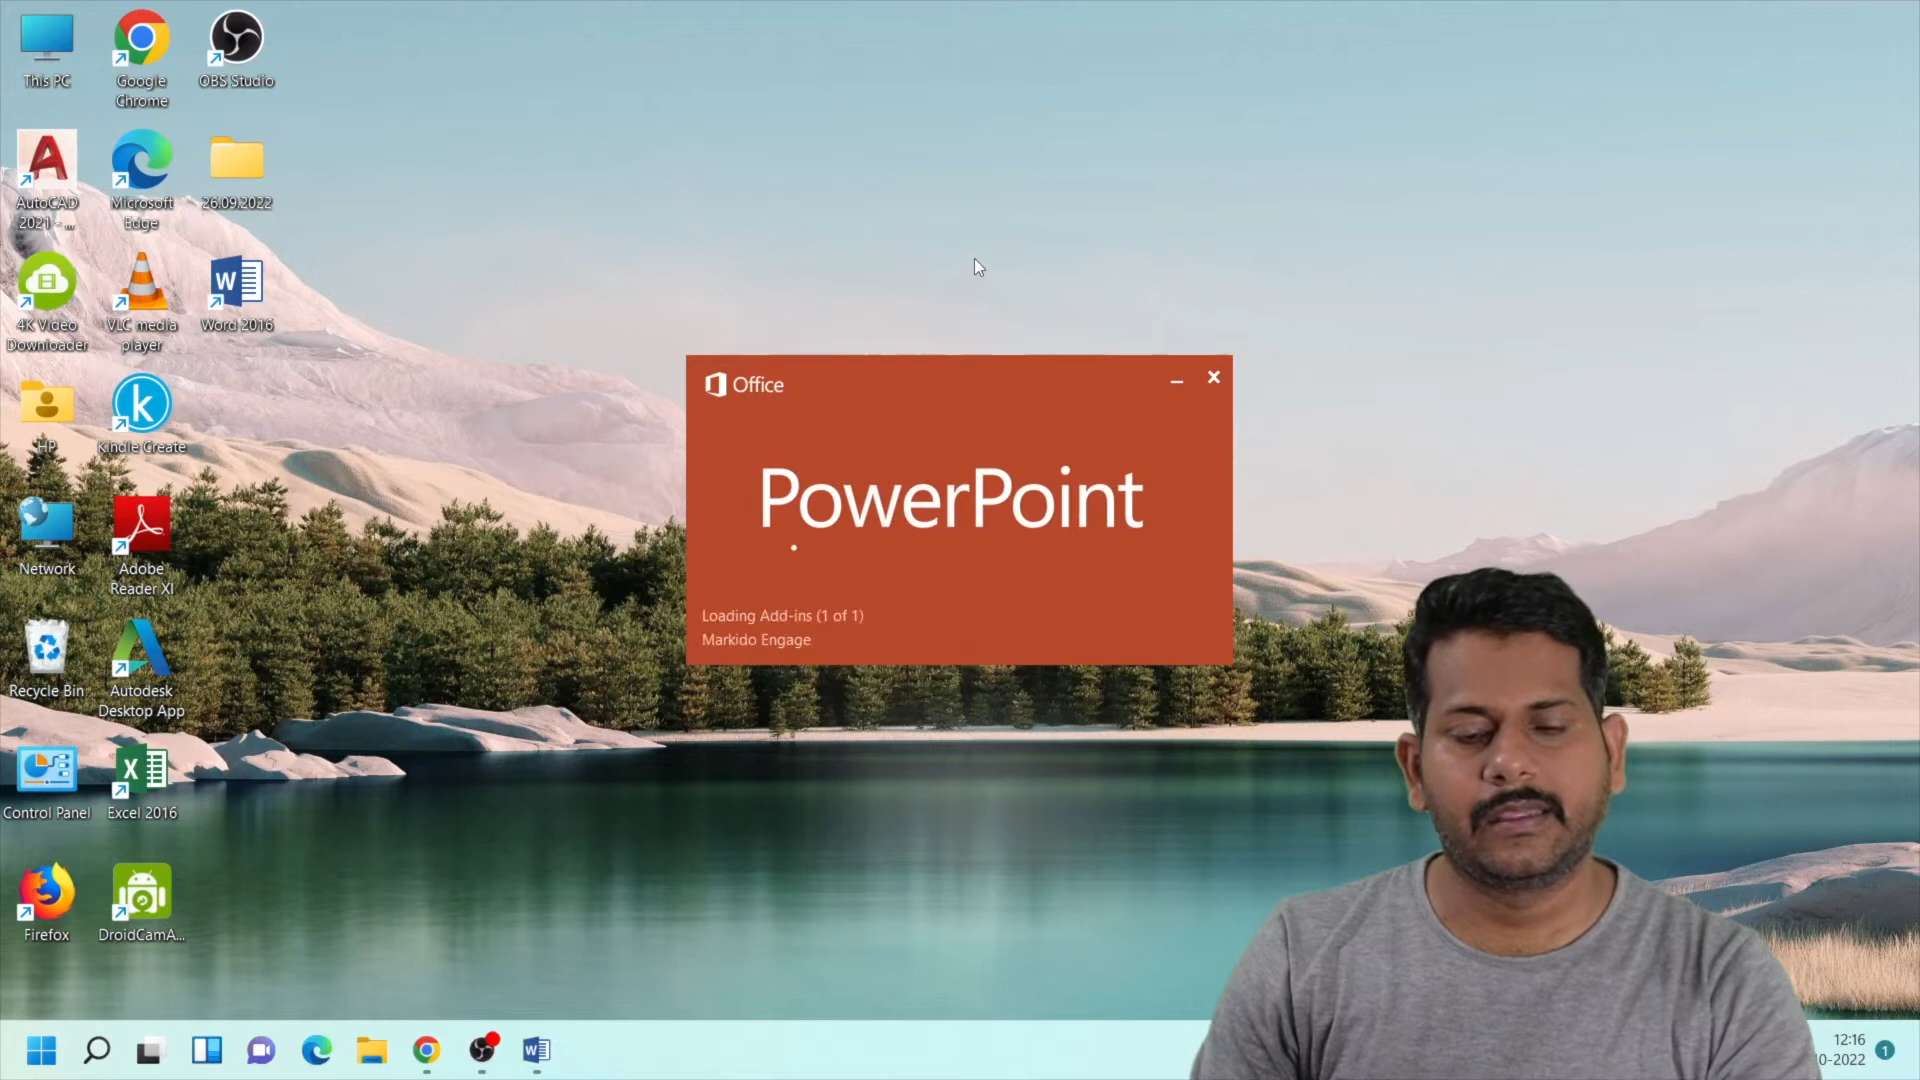 This PC
Google
Chrome
OBS Studio
AutoCAD
2021 - ...
Microsoft
Edge
26.09.2022
4K Video
Downloader
VLC media
player
Word 2016
HP
Kindle Create
Network
Adobe
Reader XI
Recycle Bin
Autodesk
Desktop App
Control Panel
Excel 2016
Firefox
DroidCamA...
Office
PowerPoint
Loading Add-ins (1 of 1)
Markido Engage
12:16
0-2022
1